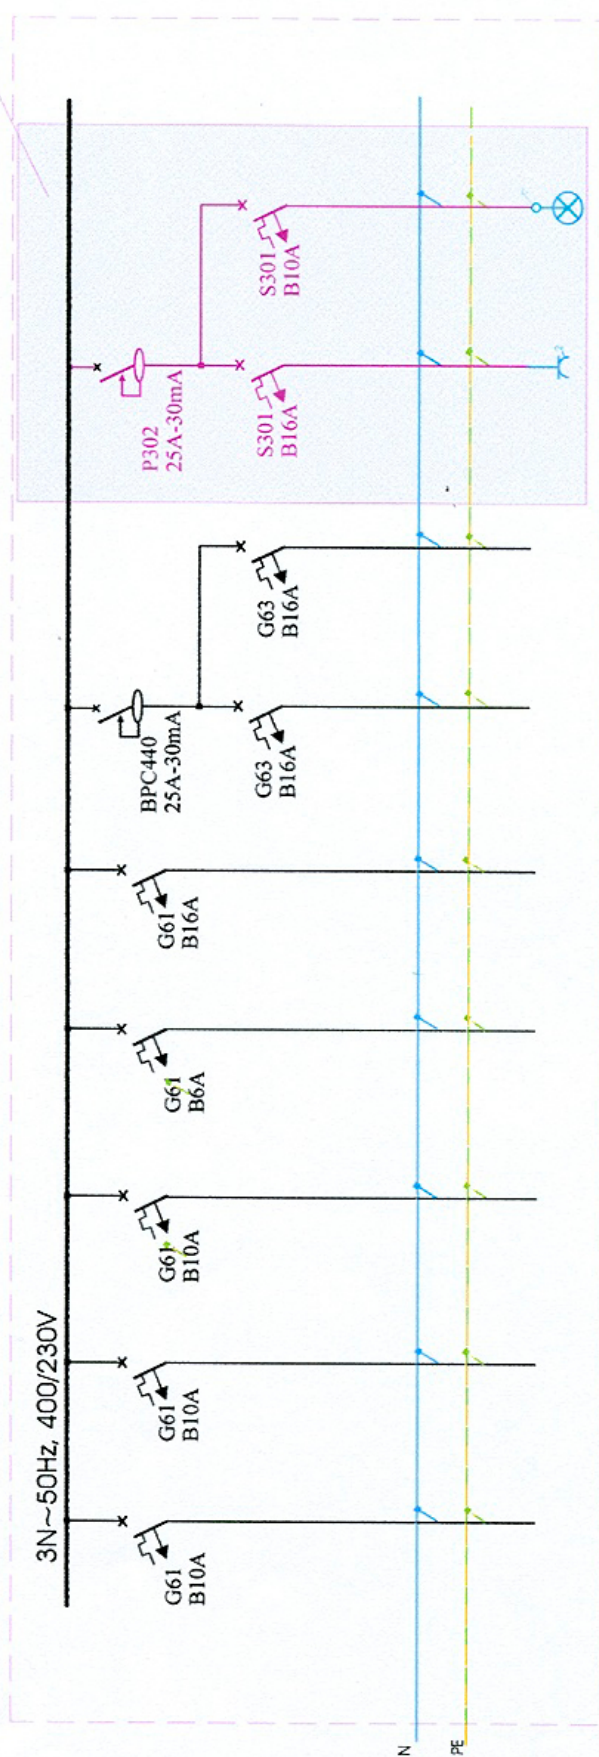 3N~50Hz, 400/230V
G61
B10A
G61
B10A
G61
B10A
G61
B6A
G61
B16A
BPC440
25A-30mA
G63
B16A
G63
B16A
P302
25A-30mA
S301
B16A
S301
B10A
2
N
PE